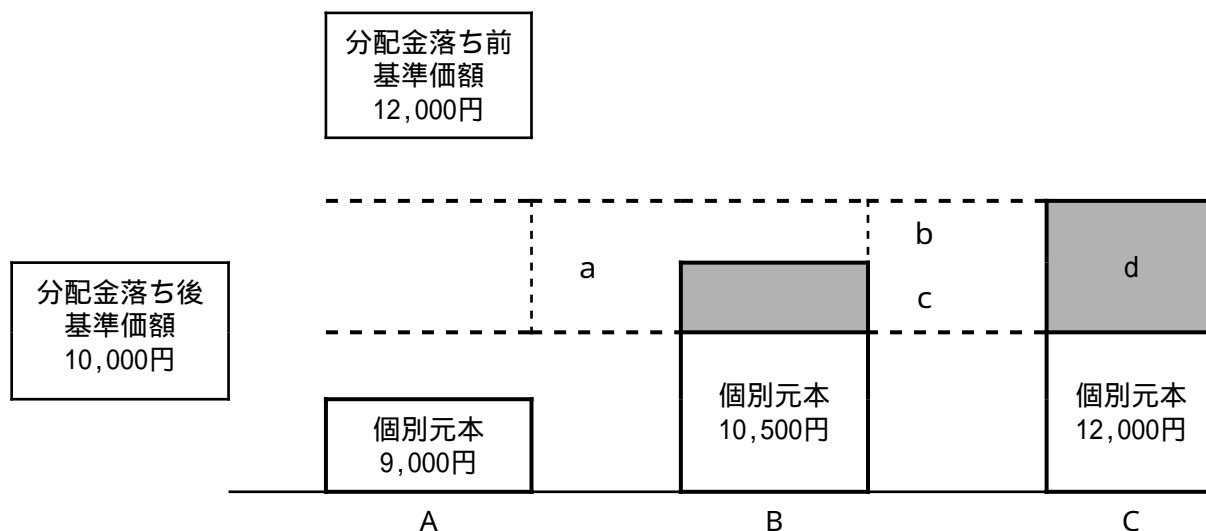 分配金落ち前
基準価額
12,000円
b
a
d
分配金落ち後
基準価額
10,000円
c
個別元本
10,500円
個別元本
12,000円
個別元本
9,000円
A
B
C